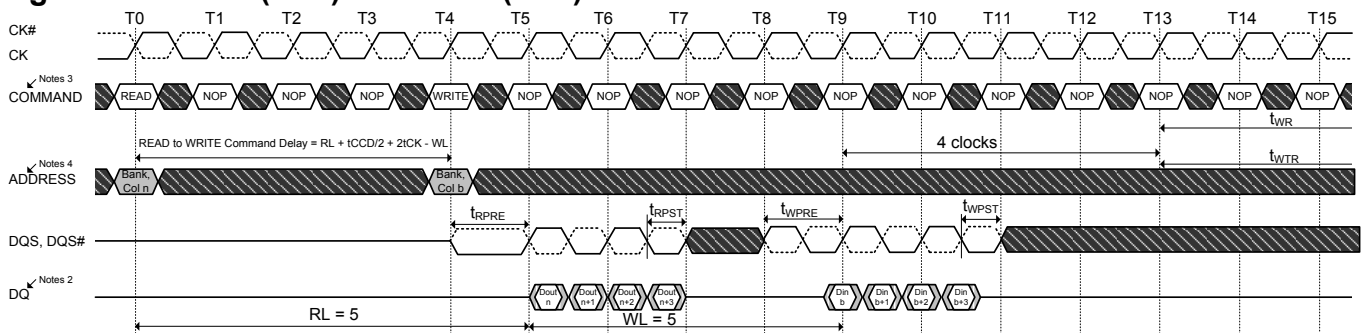 T0 T1 T2 T3 T4 T5 T6 T7 T8 T9 T10 T11 T12 T13 T14 T15
CK#
CK
Notes 3
COMMAND READ NOP NOP NOP WRITE NOP NOP NOP NOP NOP NOP NOP NOP NOP NOP NOP
tWR
READ to WRITE Command Delay = RL + tCCD/2 + 2tCK - WL
4 clocks
tWTR
Notes 4
ADDRESS Bank, Col n Bank, Col b
tRPRE tRPST tWPRE tWPST
DQS, DQS#
Notes 2
DQ Dout n Dout n+1 Dout n+2 Dout n+3 Din b Din b+1 Din b+2 Din b+3
RL = 5 WL = 5